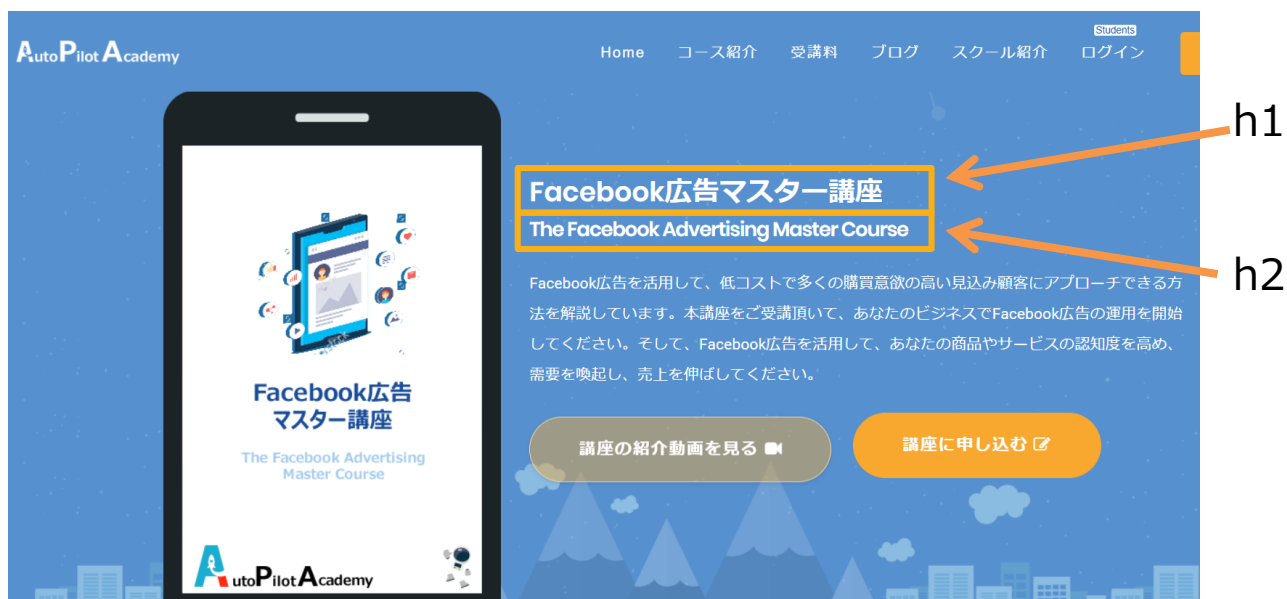 Students
AutoPilotAcademy
Home コース紹介 受講料 ブログ スクール紹介 ログイン
h1
Facebook広告マスター講座
The Facebook Advertising Master Course
h2
Facebook広告を活用して、低コストで多くの購買意欲の高い見込み顧客にアプローチできる方
法を解説しています。本講座をご受講頂いて、あなたのビジネスでFacebook広告の運用を開始
してください。そして、Facebook広告を活用して、あなたの商品やサービスの認知度を高め、
需要を喚起し、売上を伸ばしてください。
講座の紹介動画を見る
講座に申し込む
Facebook広告
マスター講座
The Facebook Advertising
Master Course
AutoPilotAcademy